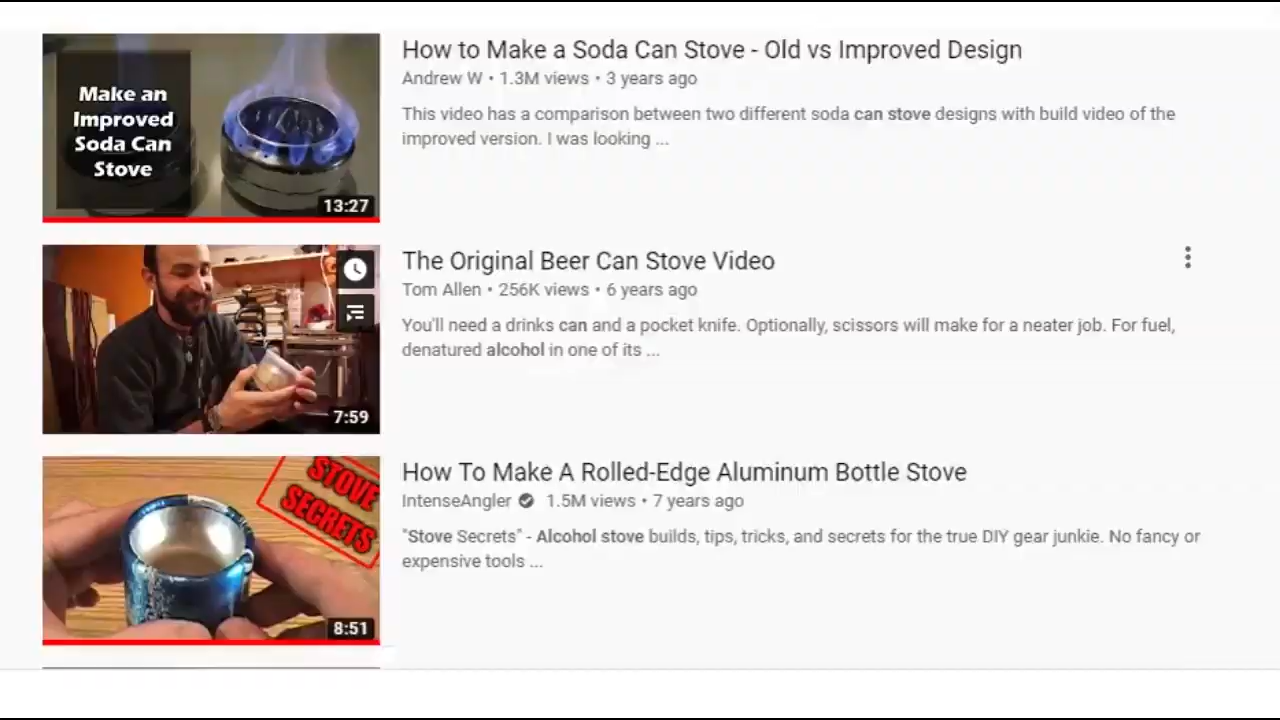 Make an
Improved
Soda Can
Stove
13:27
How to Make a Soda Can Stove - Old vs Improved Design
Andrew W • 1.3M views • 3 years ago
This video has a comparison between two different soda can stove designs with build video of the
improved version. I was looking ...
7:59
The Original Beer Can Stove Video
Tom Allen • 256K views • 6 years ago
You'll need a drinks can and a pocket knife. Optionally, scissors will make for a neater job. For fuel,
denatured alcohol in one of its ...
STOVE
SECRETS
8:51
How To Make A Rolled-Edge Aluminum Bottle Stove
IntenseAngler 1.5M views • 7 years ago
"Stove Secrets" - Alcohol stove builds, tips, tricks, and secrets for the true DIY gear junkie. No fancy or
expensive tools ...